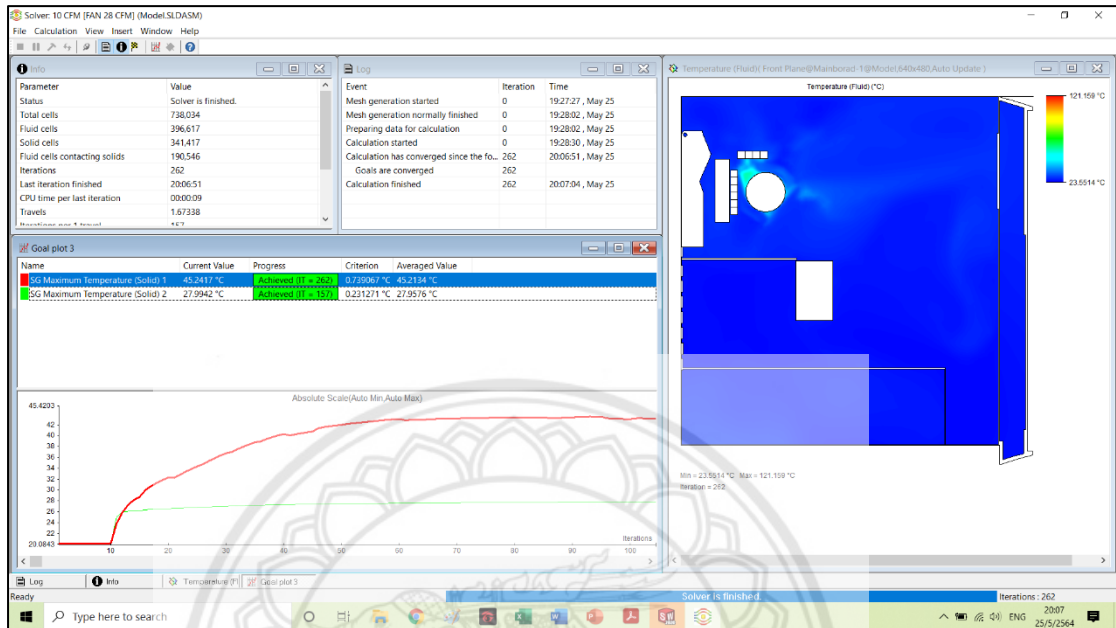 Solver: 10 CFM [FAN 28 CFM] (Model.SLDASM)
File Calculation View Insert Window Help
Info
Parameter Value
Status Solver is finished.
Total cells 738,034
Fluid cells 396,617
Solid cells 341,417
Fluid cells contacting solids 190,546
Iterations 262
Last iteration finished 20:06:51
CPU time per last iteration 00:00:09
Travels 1.67338
Iterations per 1 travel 157
Log
Event Iteration Time
Mesh generation started 0 19:27:27 , May 25
Mesh generation normally finished 0 19:28:02 , May 25
Preparing data for calculation 0 19:28:02 , May 25
Calculation started 0 19:28:30 , May 25
Calculation has converged since the fo... 262 20:06:51 , May 25
Goals are converged 262
Calculation finished 262 20:07:04 , May 25
Goal plot 3
Name Current Value Progress Criterion Averaged Value
SG Maximum Temperature (Solid) 1 45.2417 °C Achieved (IT = 262) 0.739067 °C 45.2134 °C
SG Maximum Temperature (Solid) 2 27.9942 °C Achieved (IT = 157) 0.231271 °C 27.9576 °C
Absolute Scale(Auto Min,Auto Max)
45.4203
42
40
38
36
34
32
30
28
26
24
22
20.0843
10 20 30 40 50 60 70 80 90 100
Iterations
Temperature (Fluid)( Front Plane@Mamborad-1@Model,640x480,Auto Update )
Temperature (Fluid) (°C)
121.159 °C
23.5514 °C
Min = 23.5514 °C Max = 121.159 °C
Iteration = 262
Log Info Temperature (Fl Goal plot 3
Ready Solver is finished. Iterations : 262
Type here to search
ENG
20:07
25/5/2564